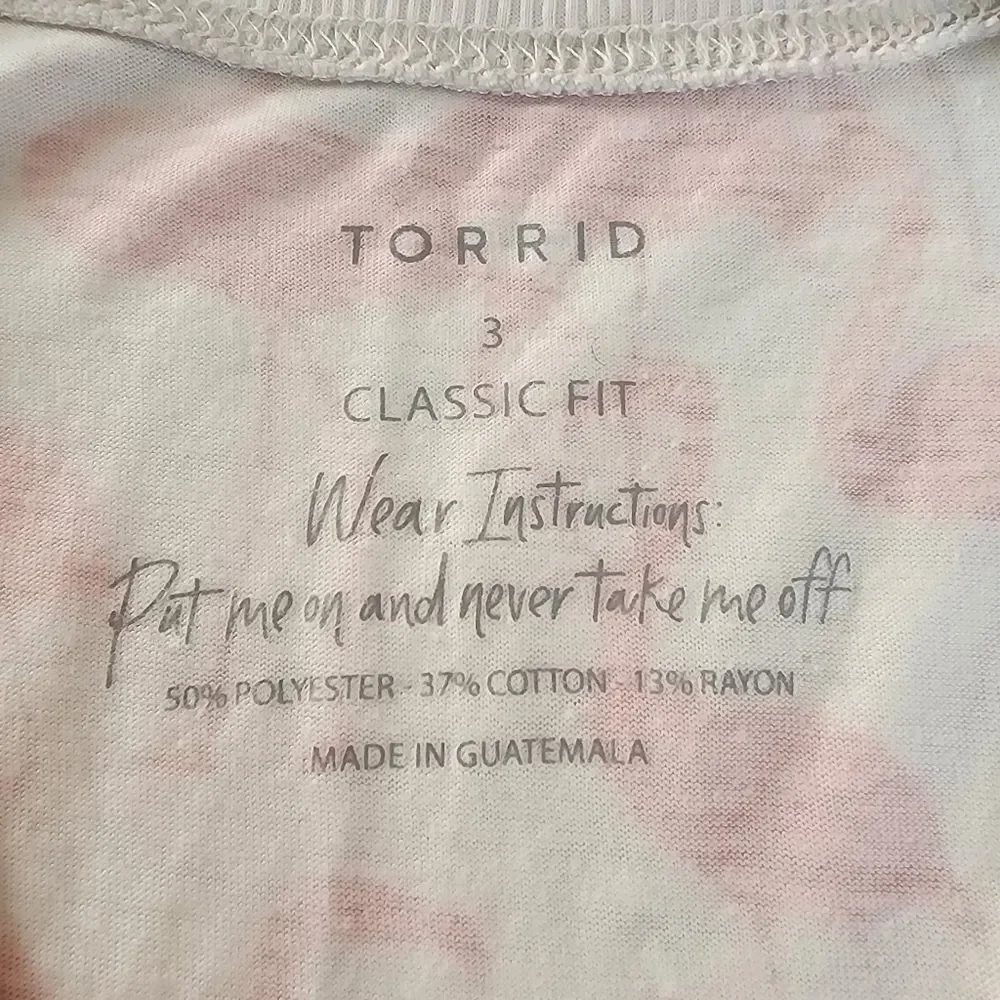 TORRID
3
CLASSIC FIT
Wear Instructions:
Put me on and never take me off
50% POLYESTER - 37% COTTON - 13% RAYON
MADE IN GUATEMALA